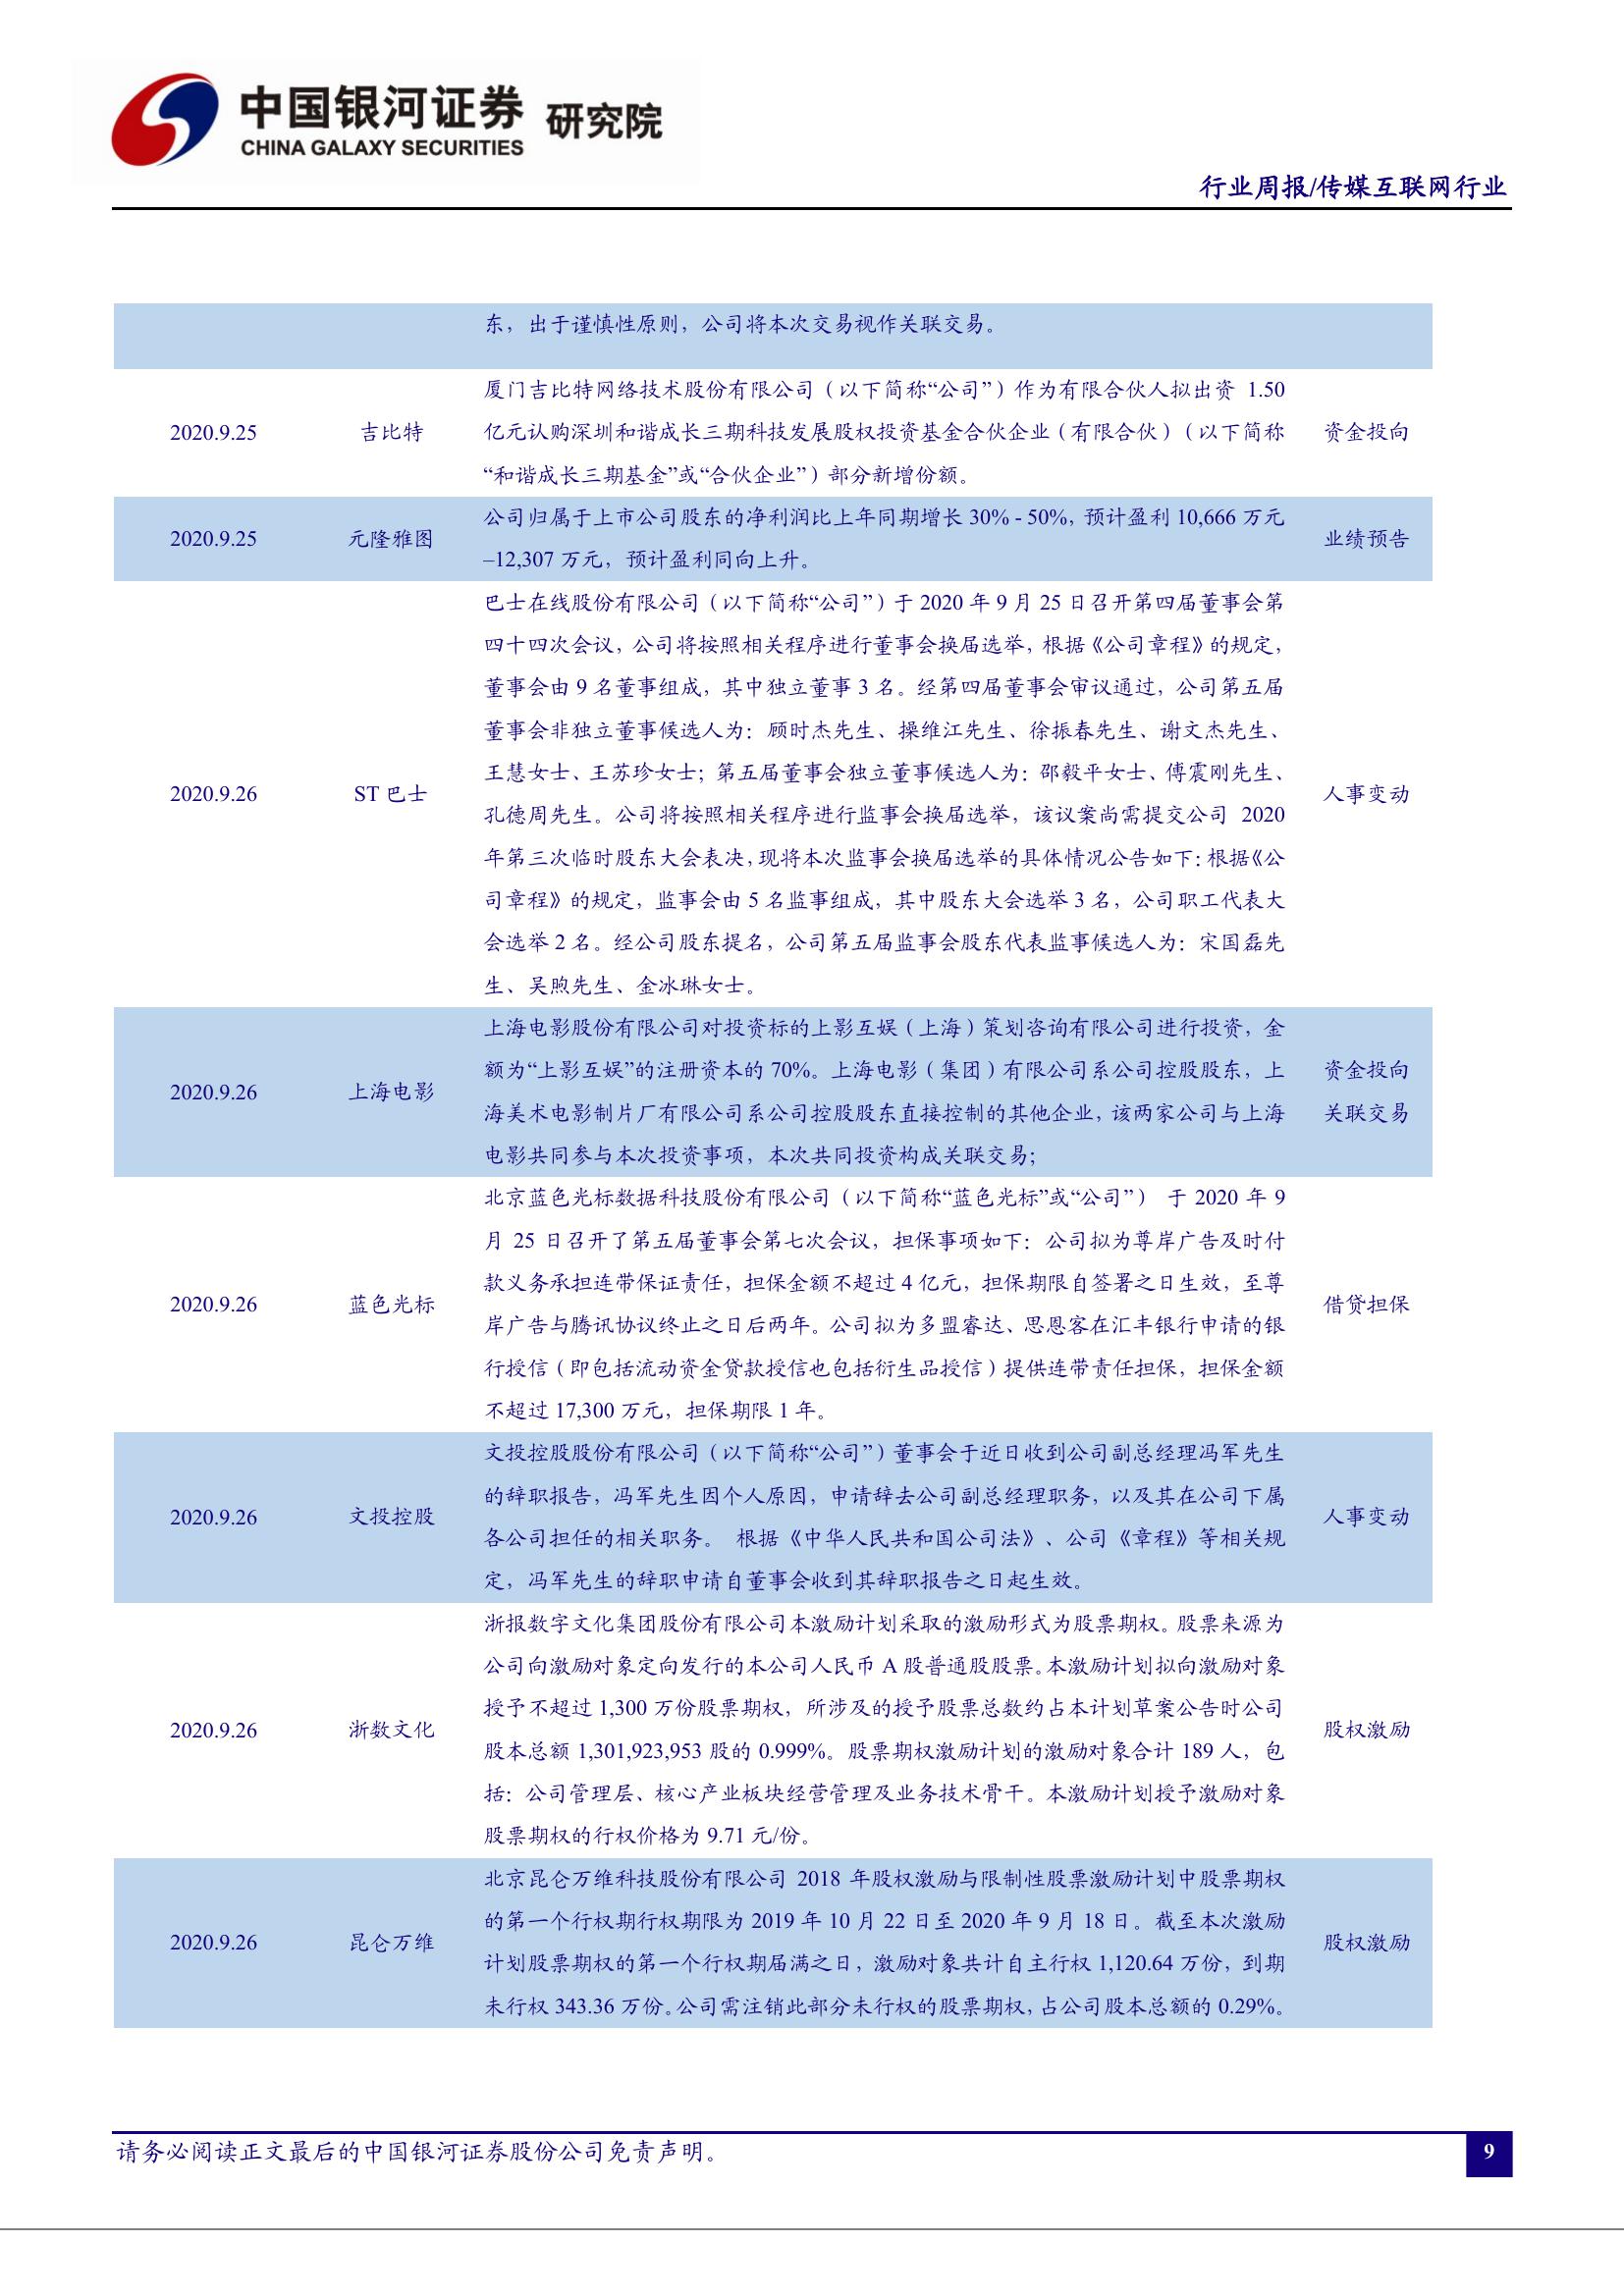 中国银河证券 研究院
CHINA GALAXY SECURITIES
行业周报/传媒互联网行业
东，出于谨慎性原则，公司将本次交易视作关联交易。
2020.9.25
吉比特
厦门吉比特网络技术股份有限公司（以下简称“公司”）作为有限合伙人拟出资 1.50
亿元认购深圳和谐成长三期科技发展股权投资基金合伙企业（有限合伙）（以下简称
“和谐成长三期基金”或“合伙企业”）部分新增份额。
资金投向
2020.9.25
元隆雅图
公司归属于上市公司股东的净利润比上年同期增长 30% - 50%，预计盈利 10,666 万元
–12,307 万元，预计盈利同向上升。
业绩预告
2020.9.26
ST 巴士
巴士在线股份有限公司（以下简称“公司”）于 2020 年 9 月 25 日召开第四届董事会第
四十四次会议，公司将按照相关程序进行董事会换届选举，根据《公司章程》的规定，
董事会由 9 名董事组成，其中独立董事 3 名。经第四届董事会审议通过，公司第五届
董事会非独立董事候选人为：顾时杰先生、操维江先生、徐振春先生、谢文杰先生、
王慧女士、王苏珍女士；第五届董事会独立董事候选人为：邵毅平女士、傅震刚先生、
孔德周先生。公司将按照相关程序进行监事会换届选举，该议案尚需提交公司 2020
年第三次临时股东大会表决，现将本次监事会换届选举的具体情况公告如下：根据《公
司章程》的规定，监事会由 5 名监事组成，其中股东大会选举 3 名，公司职工代表大
会选举 2 名。经公司股东提名，公司第五届监事会股东代表监事候选人为：宋国磊先
生、吴煦先生、金冰琳女士。
人事变动
2020.9.26
上海电影
上海电影股份有限公司对投资标的上影互娱（上海）策划咨询有限公司进行投资，金
额为“上影互娱”的注册资本的 70%。上海电影（集团）有限公司系公司控股股东，上
海美术电影制片厂有限公司系公司控股股东直接控制的其他企业，该两家公司与上海
电影共同参与本次投资事项，本次共同投资构成关联交易；
资金投向
关联交易
2020.9.26
蓝色光标
北京蓝色光标数据科技股份有限公司（以下简称“蓝色光标”或“公司”） 于 2020 年 9
月 25 日召开了第五届董事会第七次会议，担保事项如下：公司拟为尊岸广告及时付
款义务承担连带保证责任，担保金额不超过 4 亿元，担保期限自签署之日生效，至尊
岸广告与腾讯协议终止之日后两年。公司拟为多盟睿达、思恩客在汇丰银行申请的银
行授信（即包括流动资金贷款授信也包括衍生品授信）提供连带责任担保，担保金额
不超过 17,300 万元，担保期限 1 年。
借贷担保
2020.9.26
文投控股
文投控股股份有限公司（以下简称“公司”）董事会于近日收到公司副总经理冯军先生
的辞职报告，冯军先生因个人原因，申请辞去公司副总经理职务，以及其在公司下属
各公司担任的相关职务。 根据《中华人民共和国公司法》、公司《章程》等相关规
定，冯军先生的辞职申请自董事会收到其辞职报告之日起生效。
人事变动
2020.9.26
浙数文化
浙报数字文化集团股份有限公司本激励计划采取的激励形式为股票期权。股票来源为
公司向激励对象定向发行的本公司人民币 A 股普通股股票。本激励计划拟向激励对象
授予不超过 1,300 万份股票期权，所涉及的授予股票总数约占本计划草案公告时公司
股本总额 1,301,923,953 股的 0.999%。股票期权激励计划的激励对象合计 189 人，包
括：公司管理层、核心产业板块经营管理及业务技术骨干。本激励计划授予激励对象
股票期权的行权价格为 9.71 元/份。
股权激励
2020.9.26
昆仑万维
北京昆仑万维科技股份有限公司 2018 年股权激励与限制性股票激励计划中股票期权
的第一个行权期行权期限为 2019 年 10 月 22 日至 2020 年 9 月 18 日。截至本次激励
计划股票期权的第一个行权期届满之日，激励对象共计自主行权 1,120.64 万份，到期
未行权 343.36 万份。公司需注销此部分未行权的股票期权，占公司股本总额的 0.29%。
股权激励
请务必阅读正文最后的中国银河证券股份公司免责声明。
9